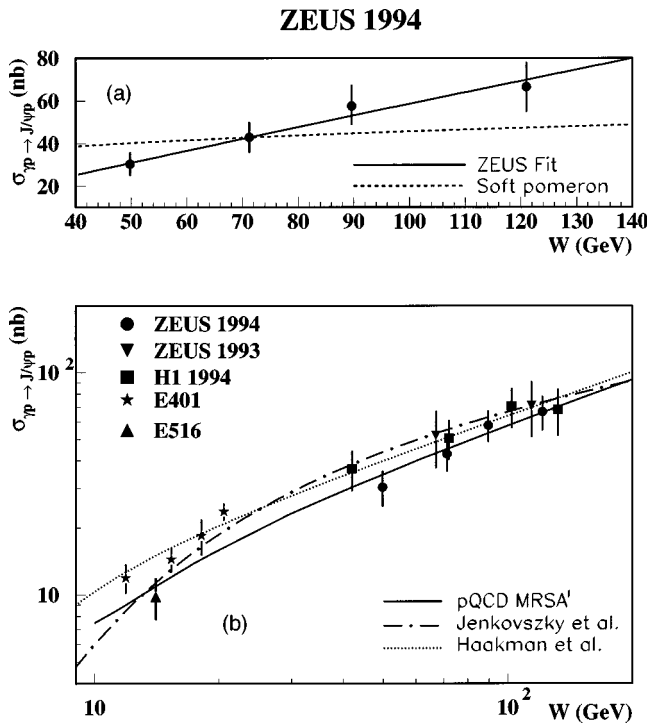 ZEUS 1994
σγp → J/ψp (nb)
80
60
40
20
(a)
ZEUS Fit
Soft pomeron
40 50 60 70 80 90 100 110 120 130 140
W (GeV)
σγp → J/ψp (nb)
10²
10
ZEUS 1994
ZEUS 1993
H1 1994
E401
E516
(b)
pQCD MRSA'
Jenkovszky et al.
Haakman et al.
10 10²
W (GeV)